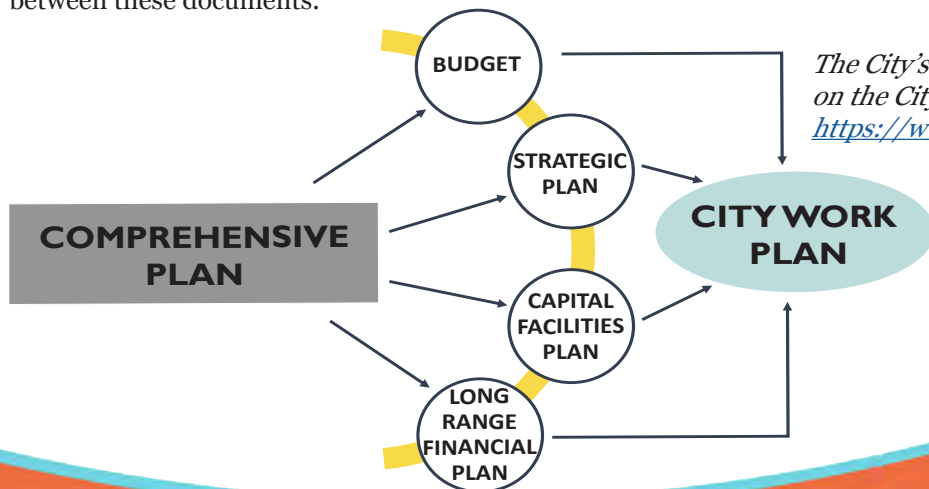 between these documents.
BUDGET
The City's
on the City
https://w
STRATEGIC
PLAN
COMPREHENSIVE
PLAN
CITY WORK
PLAN
CAPITAL
FACILITIES
PLAN
LONG
RANGE
FINANCIAL
PLAN